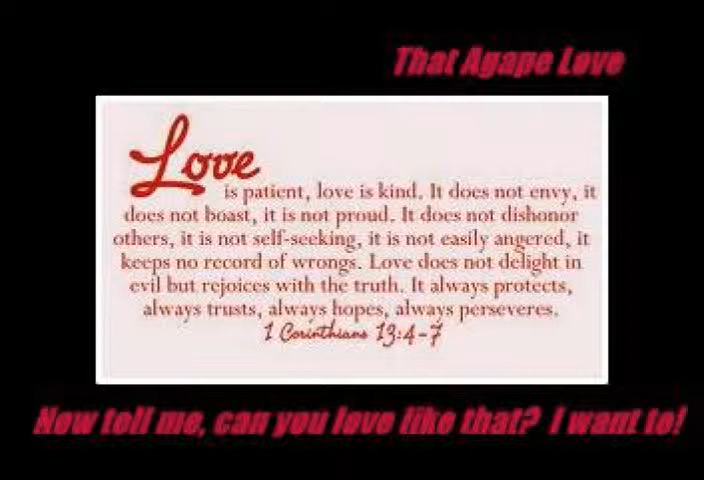 That Agape Love
Love
is patient, love is kind. It does not envy, it
does not boast, it is not proud. It does not dishonor
others, it is not self-seeking, it is not easily angered, it
keeps no record of wrongs. Love does not delight in
evil but rejoices with the truth. It always protects,
always trusts, always hopes, always perseveres.
1 Corinthians 13:4-7
Now tell me, can you love like that? I want to!